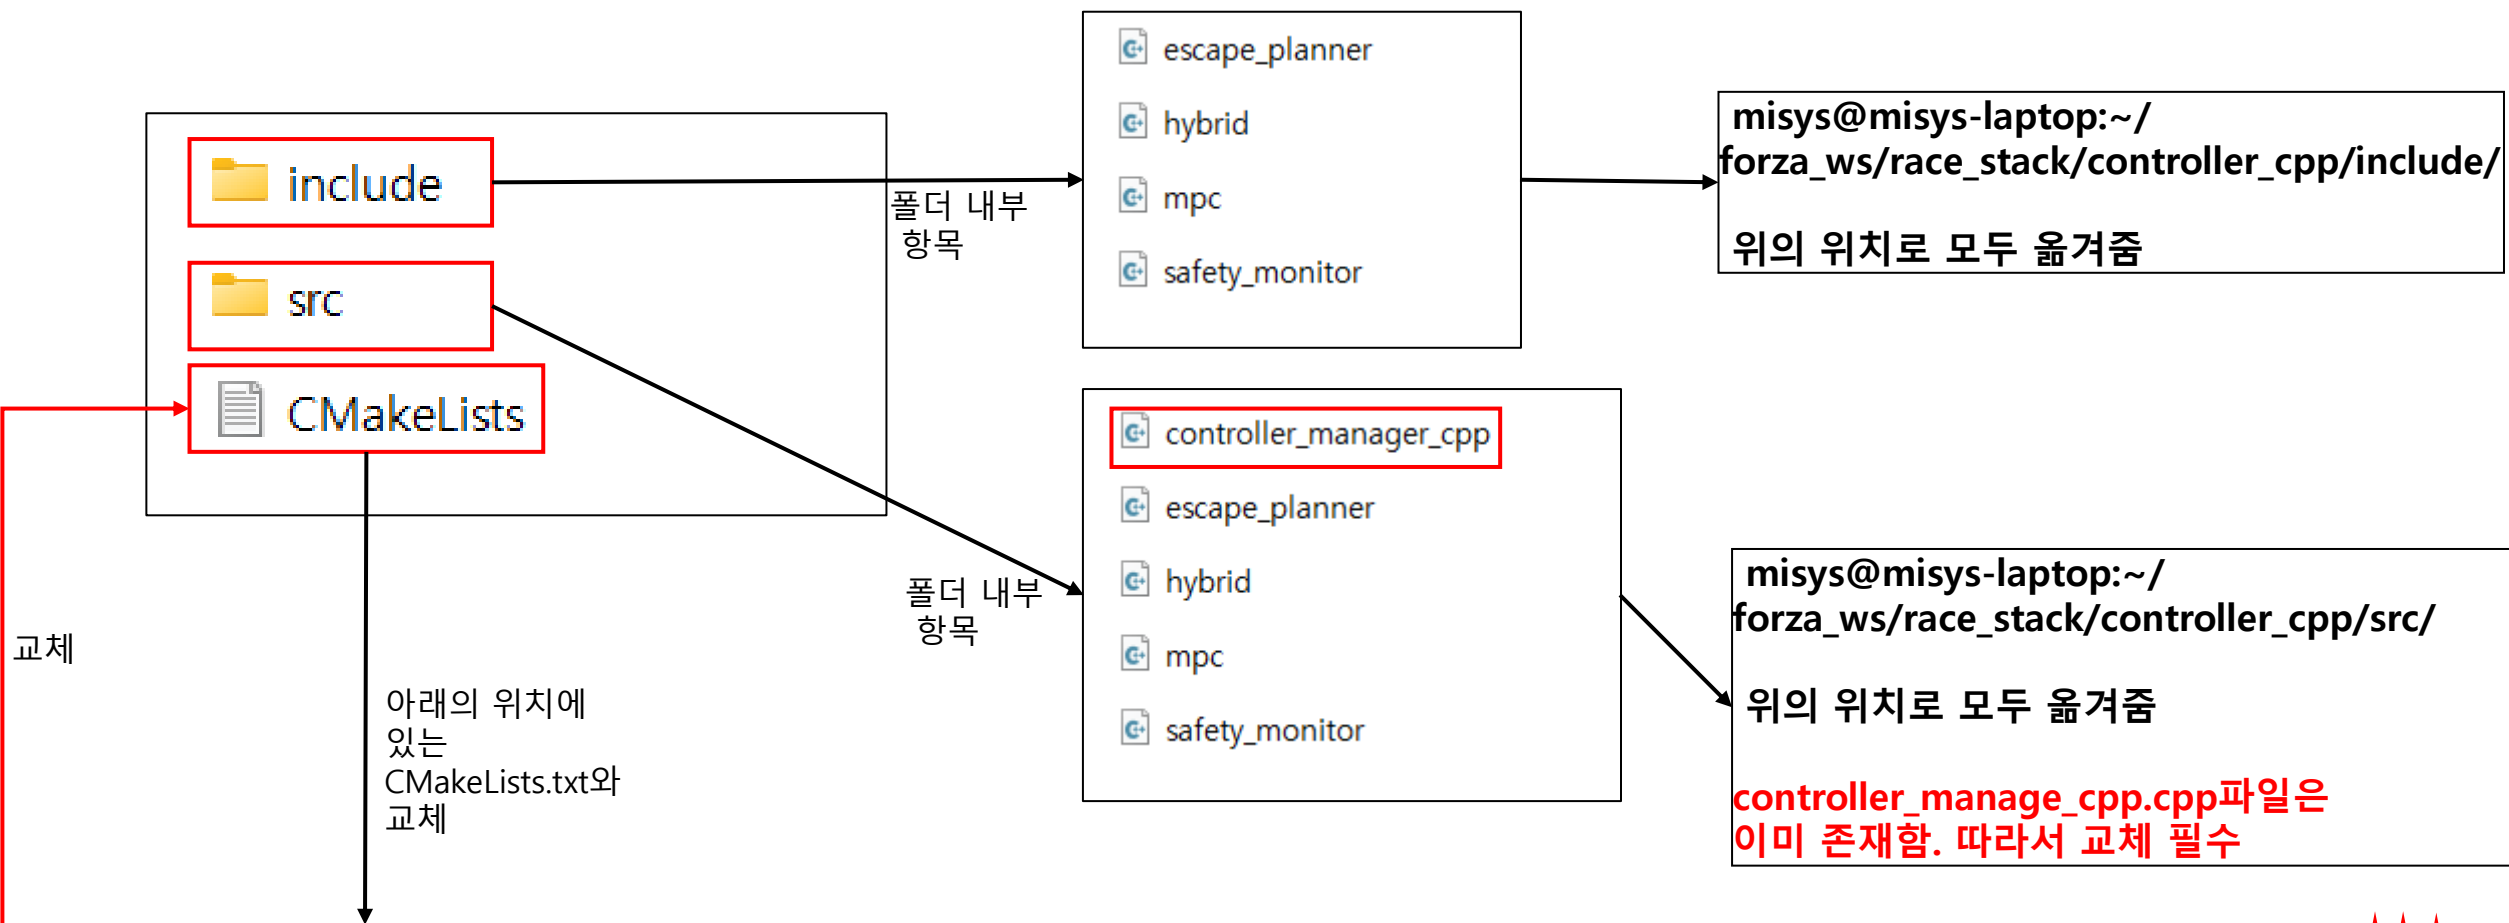 include
src
CMakeLists
폴더 내부
항목
escape_planner
hybrid
mpc
safety_monitor
misys@misys-laptop:~/
forza_ws/race_stack/controller_cpp/include/
위의 위치로 모두 옮겨줌
폴더 내부
항목
controller_manager_cpp
escape_planner
hybrid
mpc
safety_monitor
misys@misys-laptop:~/
forza_ws/race_stack/controller_cpp/src/
위의 위치로 모두 옮겨줌
controller_manage_cpp.cpp파일은
이미 존재함. 따라서 교체 필수
교체
아래의 위치에
있는
CMakeLists.txt와
교체